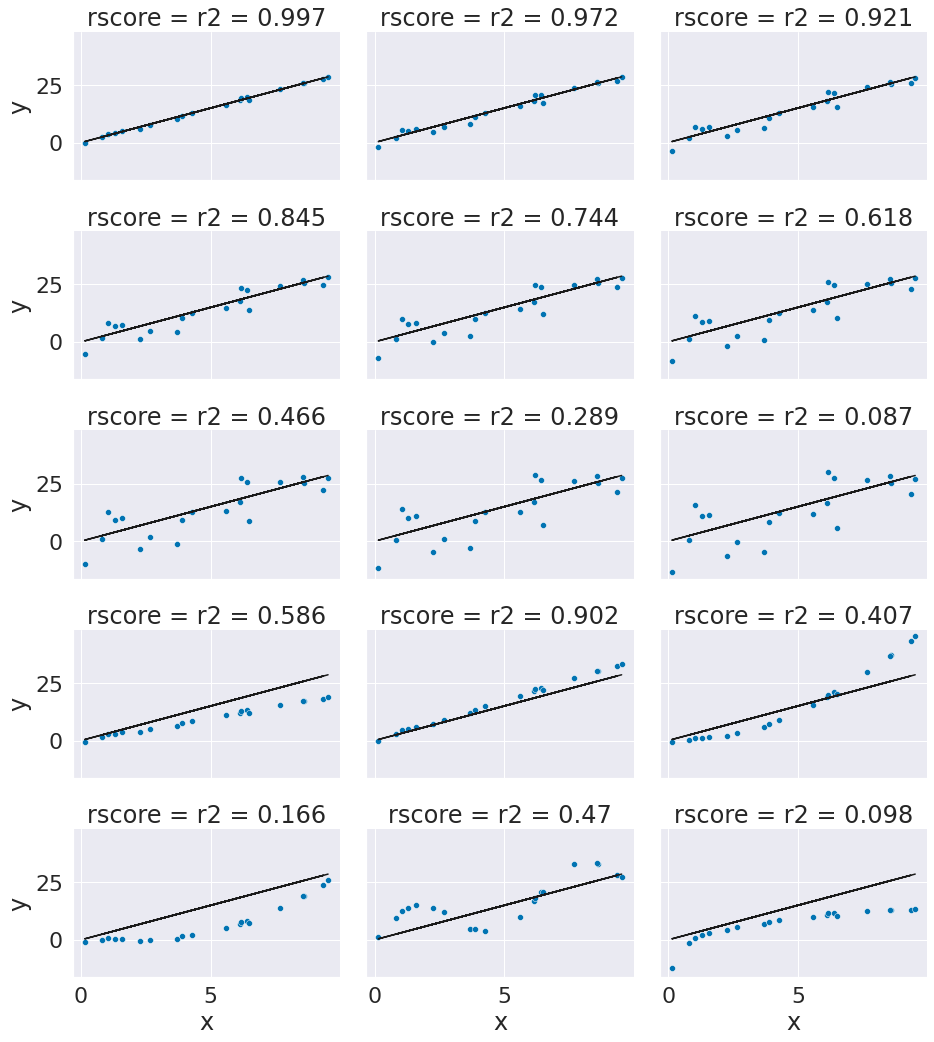 rscore = r2 = 0.997 rscore = r2 = 0.972 rscore = r2 = 0.921
25
y
0
rscore = r2 = 0.845 rscore = r2 = 0.744 rscore = r2 = 0.618
25
y
0
rscore = r2 = 0.466 rscore = r2 = 0.289 rscore = r2 = 0.087
25
y
0
rscore = r2 = 0.586 rscore = r2 = 0.902 rscore = r2 = 0.407
25
y
0
rscore = r2 = 0.166 rscore = r2 = 0.47 rscore = r2 = 0.098
25
y
0
0 5 0 5 0 5
x x x